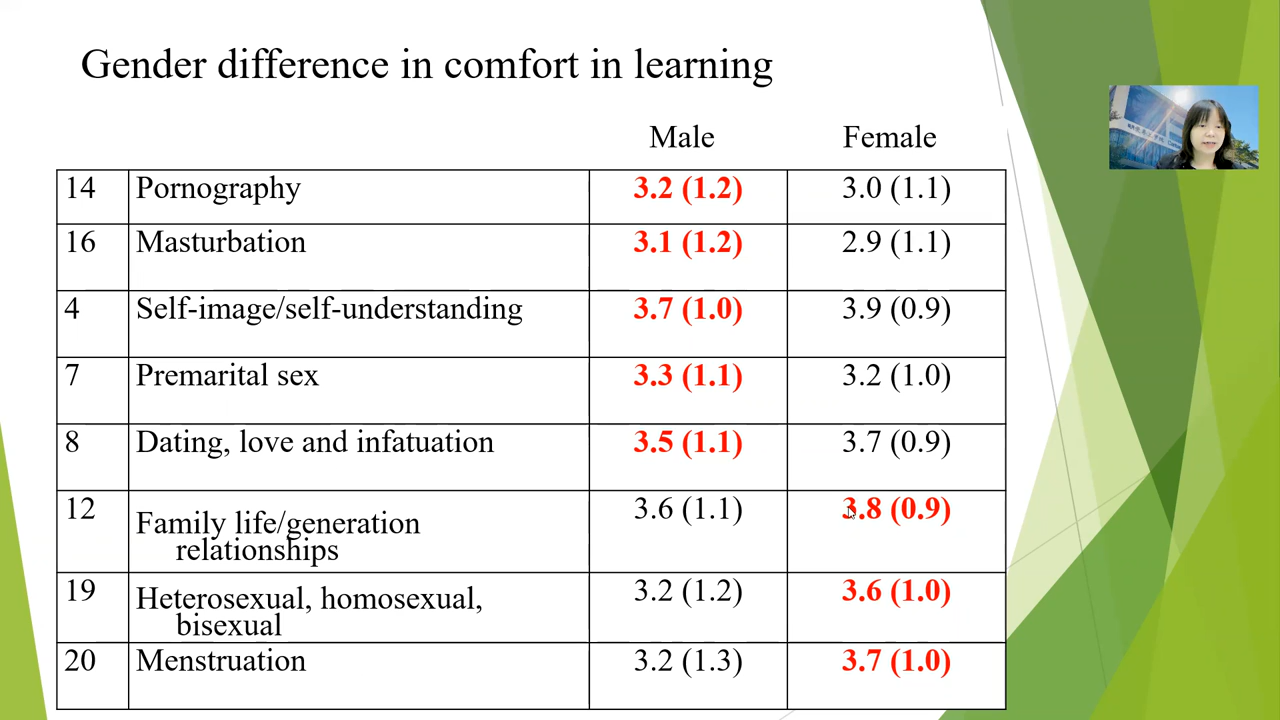 Gender difference in comfort in learning
Male Female
14 Pornography 3.2 (1.2) 3.0 (1.1)
16 Masturbation 3.1 (1.2) 2.9 (1.1)
4 Self-image/self-understanding 3.7 (1.0) 3.9 (0.9)
7 Premarital sex 3.3 (1.1) 3.2 (1.0)
8 Dating, love and infatuation 3.5 (1.1) 3.7 (0.9)
12 Family life/generation 3.6 (1.1) 3.8 (0.9)
relationships
19 Heterosexual, homosexual, 3.2 (1.2) 3.6 (1.0)
bisexual
20 Menstruation 3.2 (1.3) 3.7 (1.0)